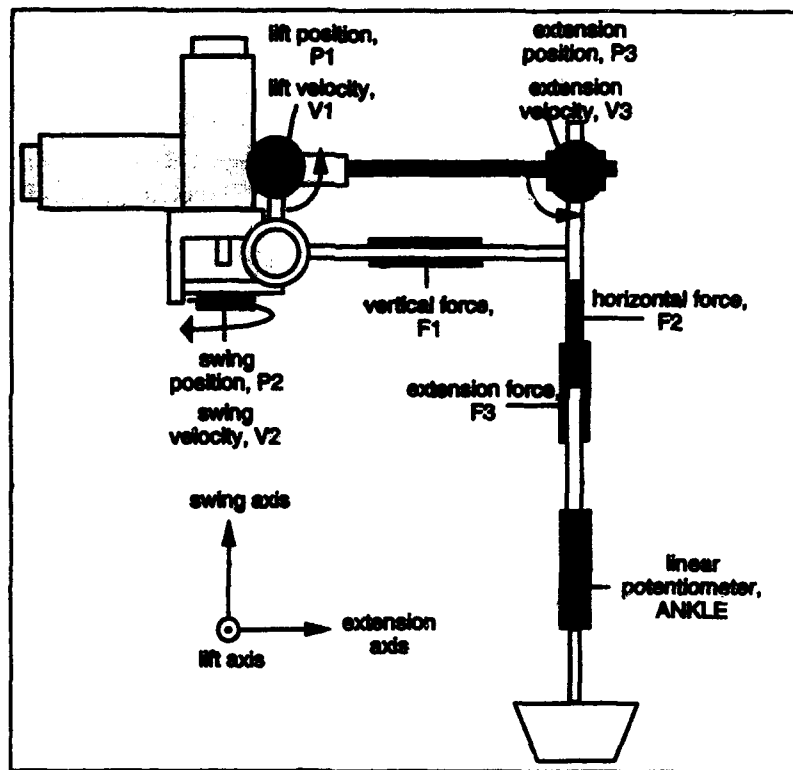 lift position,
P1
lift velocity,
V1
extension
position, P3
extension
velocity, V3
vertical force,
F1
horizontal force,
F2
swing
position, P2
swing
velocity, V2
extension force,
F3
swing axis
extension
axis
lift axis
linear
potentiometer,
ANKLE